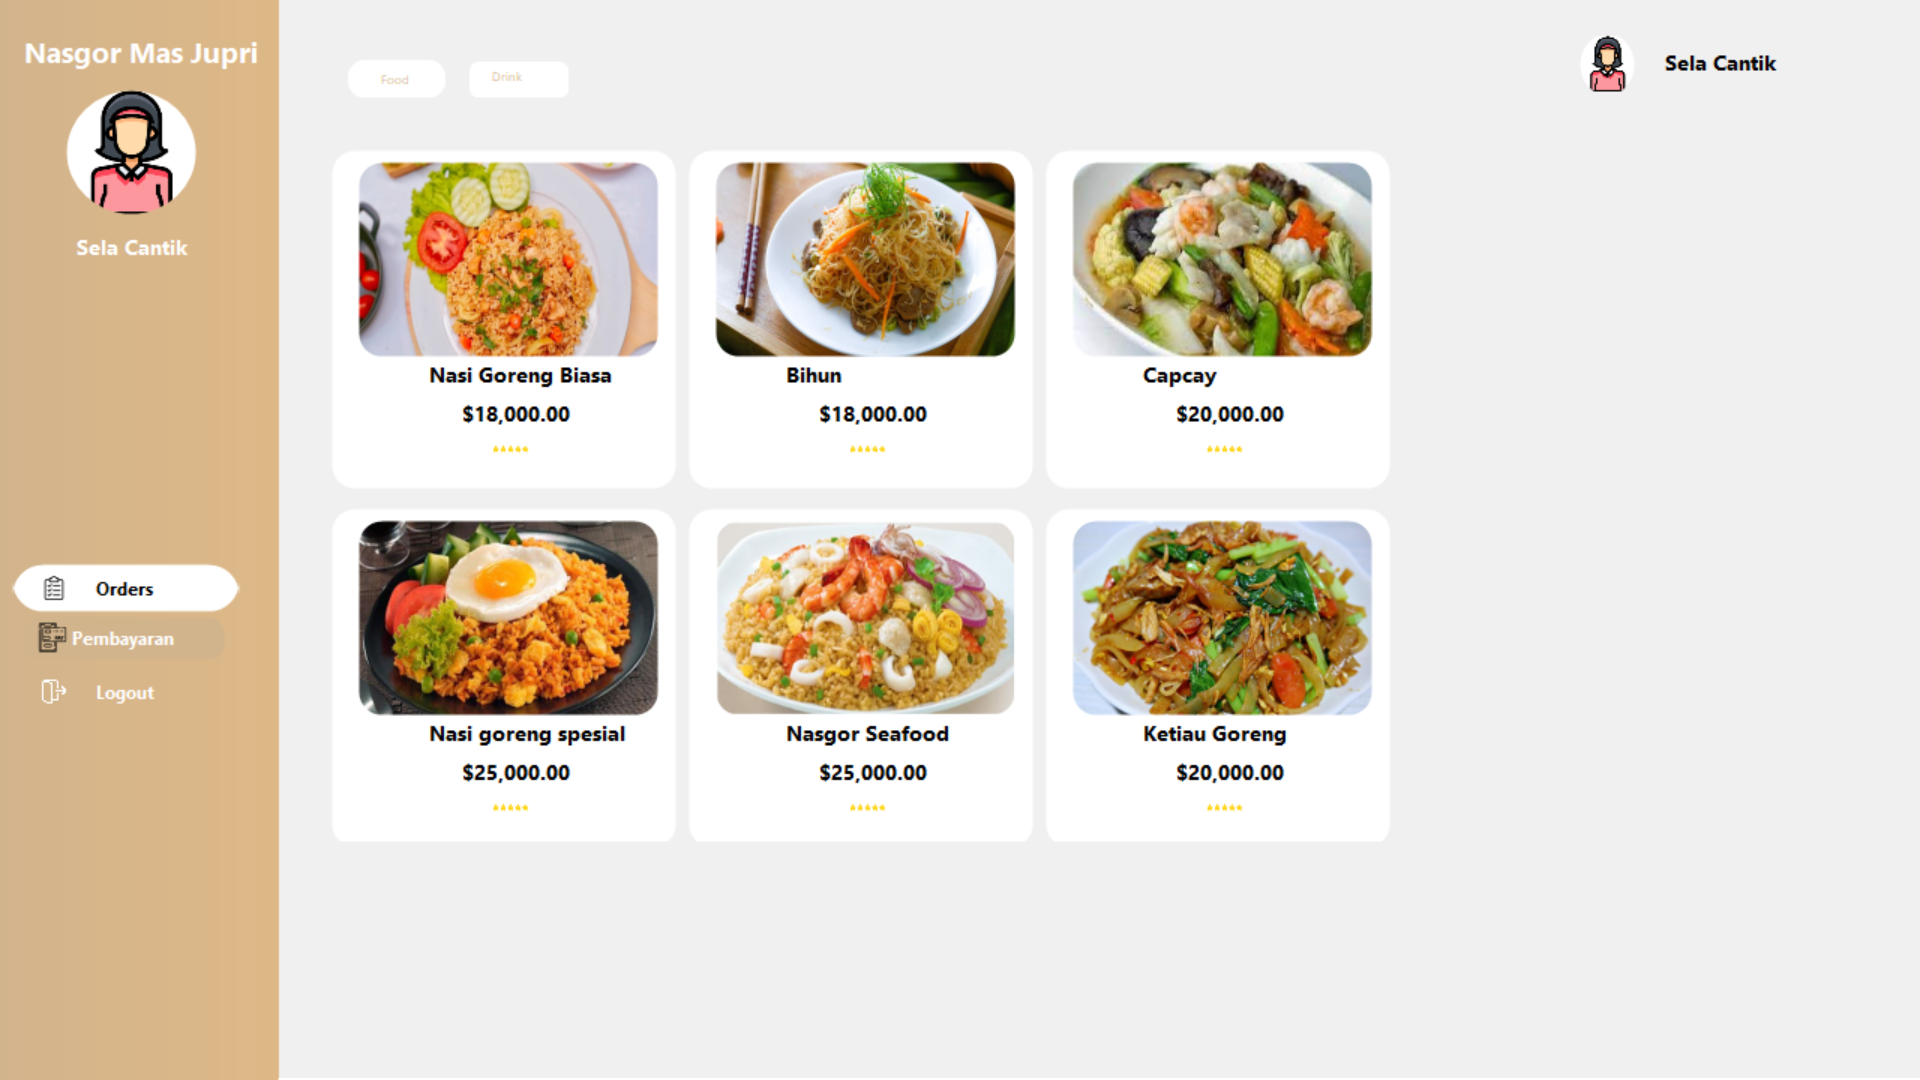 Nasgor Mas Jupri
Sela Cantik
Orders
Pembayaran
Logout
Food
Drink
Sela Cantik
Nasi Goreng Biasa
$18,000.00
Bihun
$18,000.00
Capcay
$20,000.00
Nasi goreng spesial
$25,000.00
Nasgor Seafood
$25,000.00
Ketiau Goreng
$20,000.00